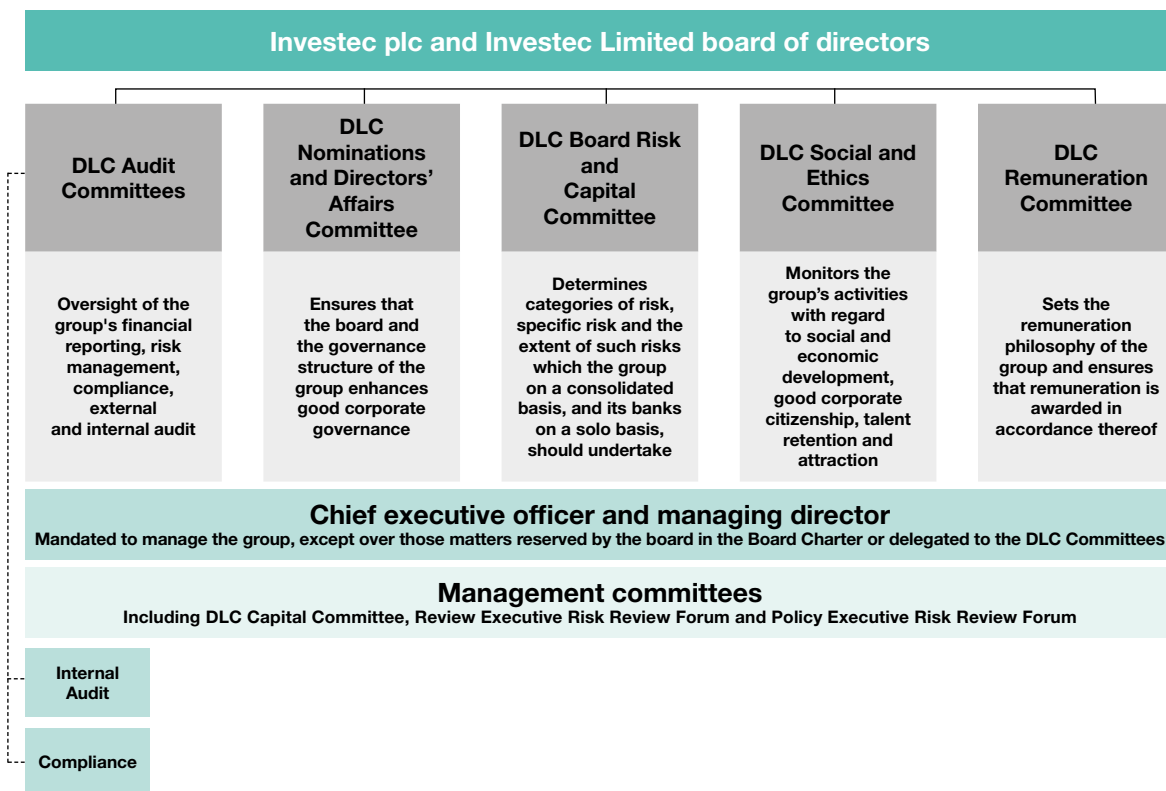 Investec plc and Investec Limited board of directors
DLC Audit
Committees
DLC
Nominations
and Directors’
Affairs
Committee
DLC Board Risk
and
Capital
Committee
DLC Social and
Ethics
Committee
DLC
Remuneration
Committee
Oversight of the
group's financial
reporting, risk
management,
compliance,
external
and internal audit
Ensures that
the board and
the governance
structure of the
group enhances
good corporate
governance
Determines
categories of risk,
specific risk and the
extent of such risks
which the group
on a consolidated
basis, and its banks
on a solo basis,
should undertake
Monitors the
group’s activities
with regard
to social and
economic
development,
good corporate
citizenship, talent
retention and
attraction
Sets the
remuneration
philosophy of the
group and ensures
that remuneration is
awarded in
accordance thereof
Chief executive officer and managing director
Mandated to manage the group, except over those matters reserved by the board in the Board Charter or delegated to the DLC Committees
Management committees
Including DLC Capital Committee, Review Executive Risk Review Forum and Policy Executive Risk Review Forum
Internal
Audit
Compliance